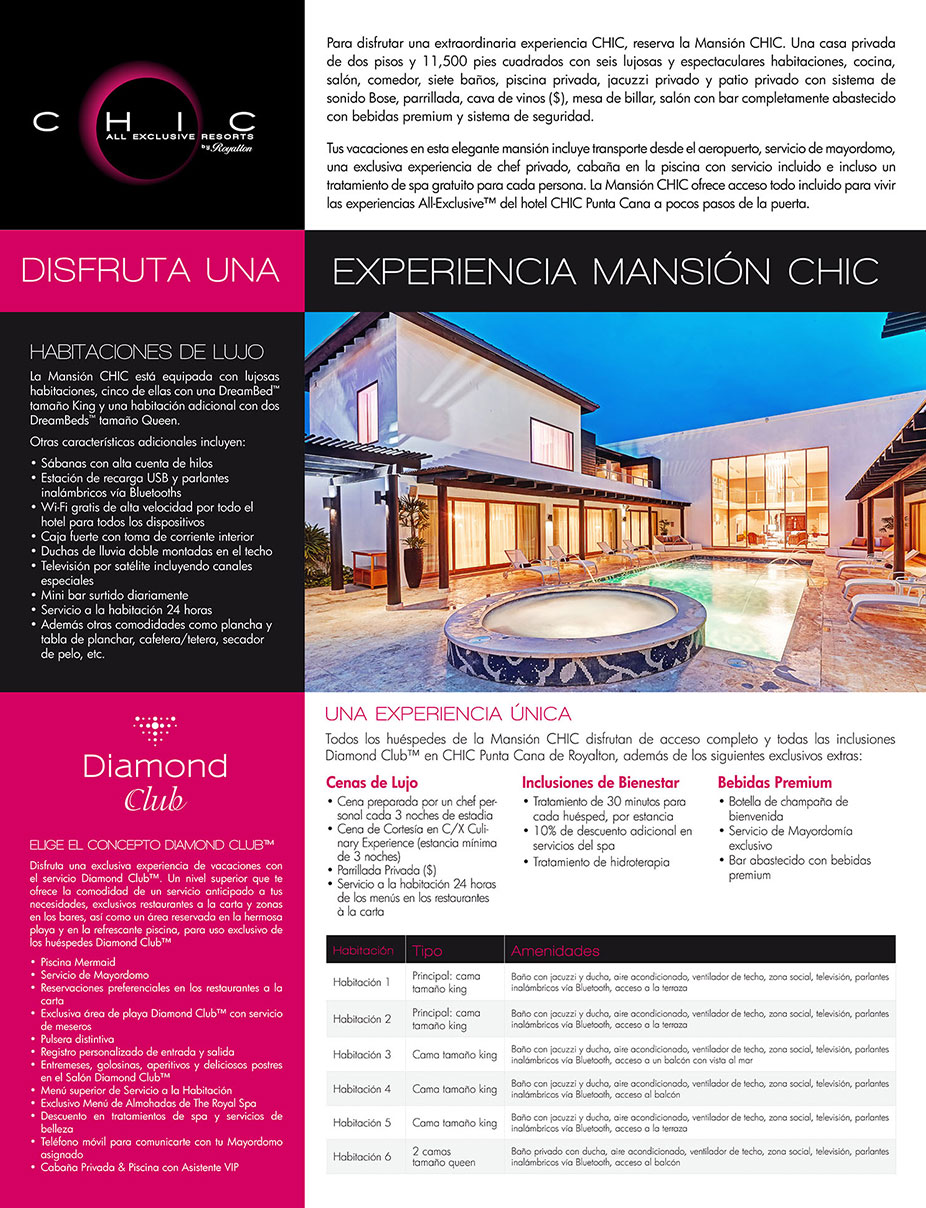 CHIC
ALL EXCLUSIVE RESORTS
by Royalton
Para disfrutar una extraordinaria experiencia CHIC, reserva la Mansión CHIC. Una casa privada
de dos pisos y 11,500 pies cuadrados con seis lujosas y espectaculares habitaciones, cocina,
salón, comedor, siete baños, piscina privada, jacuzzi privado y patio privado con sistema de
sonido Bose, parrillada, cava de vinos ($), mesa de billar, salón con bar completamente abastecido
con bebidas premium y sistema de seguridad.
Tus vacaciones en esta elegante mansión incluye transporte desde el aeropuerto, servicio de mayordomo,
una exclusiva experiencia de chef privado, cabaña en la piscina con servicio incluido e incluso un
tratamiento de spa gratuito para cada persona. La Mansión CHIC ofrece acceso todo incluido para vivir
las experiencias All-Exclusive™ del hotel CHIC Punta Cana a pocos pasos de la puerta.
DISFRUTA UNA EXPERIENCIA MANSIÓN CHIC
HABITACIONES DE LUJO
La Mansión CHIC está equipada con lujosas
habitaciones, cinco de ellas con una DreamBed™
tamaño King y una habitación adicional con dos
DreamBeds™ tamaño Queen.
Otras características adicionales incluyen:
• Sábanas con alta cuenta de hilos
• Estación de recarga USB y parlantes
inalámbricos vía Bluetooths
• Wi-Fi gratis de alta velocidad por todo el
hotel para todos los dispositivos
• Caja fuerte con toma de corriente interior
• Duchas de lluvia doble montadas en el techo
• Televisión por satélite incluyendo canales
especiales
• Mini bar surtido diariamente
• Servicio a la habitación 24 horas
• Además otras comodidades como plancha y
tabla de planchar, cafetera/tetera, secador
de pelo, etc.
Diamond
Club
ELIGE EL CONCEPTO DIAMOND CLUB™
Disfruta una exclusiva experiencia de vacaciones con
el servicio Diamond Club™. Un nivel superior que te
ofrece la comodidad de un servicio anticipado a tus
necesidades, exclusivos restaurantes a la carta y zonas
en los bares, así como un área reservada en la hermosa
playa y en la refrescante piscina, para uso exclusivo de
los huéspedes Diamond Club™
• Piscina Mermaid
• Servicio de Mayordomo
• Reservaciones preferenciales en los restaurantes a la
carta
• Exclusiva área de playa Diamond Club™ con servicio
de meseros
• Pulsera distintiva
• Registro personalizado de entrada y salida
• Entremeses, golosinas, aperitivos y deliciosos postres
en el Salón Diamond Club™
• Menú superior de Servicio a la Habitación
• Exclusivo Menú de Almohadas de The Royal Spa
• Descuento en tratamientos de spa y servicios de
belleza
• Teléfono móvil para comunicarte con tu Mayordomo
asignado
• Cabaña Privada & Piscina con Asistente VIP
UNA EXPERIENCIA ÚNICA
Todos los huéspedes de la Mansión CHIC disfrutan de acceso completo y todas las inclusiones
Diamond Club™ en CHIC Punta Cana de Royalton, además de los siguientes exclusivos extras:
Cenas de Lujo
• Cena preparada por un chef per-
sonal cada 3 noches de estadia
• Cena de Cortesía en C/X Culi-
nary Experience (estancia mínima
de 3 noches)
• Parrillada Privada ($)
• Servicio a la habitación 24 horas
de los menús en los restaurantes
à la carta
Inclusiones de Bienestar
• Tratamiento de 30 minutos para
cada huésped, por estancia
• 10% de descuento adicional en
servicios del spa
• Tratamiento de hidroterapia
Bebidas Premium
• Botella de champaña de
bienvenida
• Servicio de Mayordomía
exclusivo
• Bar abastecido con bebidas
premium
Habitación Tipo Amenidades
Habitación 1 Principal: cama
tamaño king
Baño con jacuzzi y ducha, aire acondicionado, ventilador de techo, zona social, televisión, parlantes
inalámbricos vía Bluetooth, acceso a la terraza
Habitación 2 Principal: cama
tamaño king
Baño con jacuzzi y ducha, aire acondicionado, ventilador de techo, zona social, televisión, parlantes
inalámbricos vía Bluetooth, acceso a la terraza
Habitación 3 Cama tamaño king
Baño con jacuzzi y ducha, aire acondicionado, ventilador de techo, zona social, televisión, parlantes
inalámbricos vía Bluetooth, acceso a un balcón con vista al mar
Habitación 4 Cama tamaño king
Baño con jacuzzi y ducha, aire acondicionado, ventilador de techo, zona social, televisión, parlantes
inalámbricos vía Bluetooth, acceso al balcón
Habitación 5 Cama tamaño king
Baño con jacuzzi y ducha, aire acondicionado, ventilador de techo, zona social, televisión, parlantes
inalámbricos vía Bluetooth, acceso a la terraza
Habitación 6 2 camas
tamaño queen
Baño privado con ducha, aire acondicionado, ventilador de techo, zona social, televisión, parlantes
inalámbricos vía Bluetooth, acceso al balcón